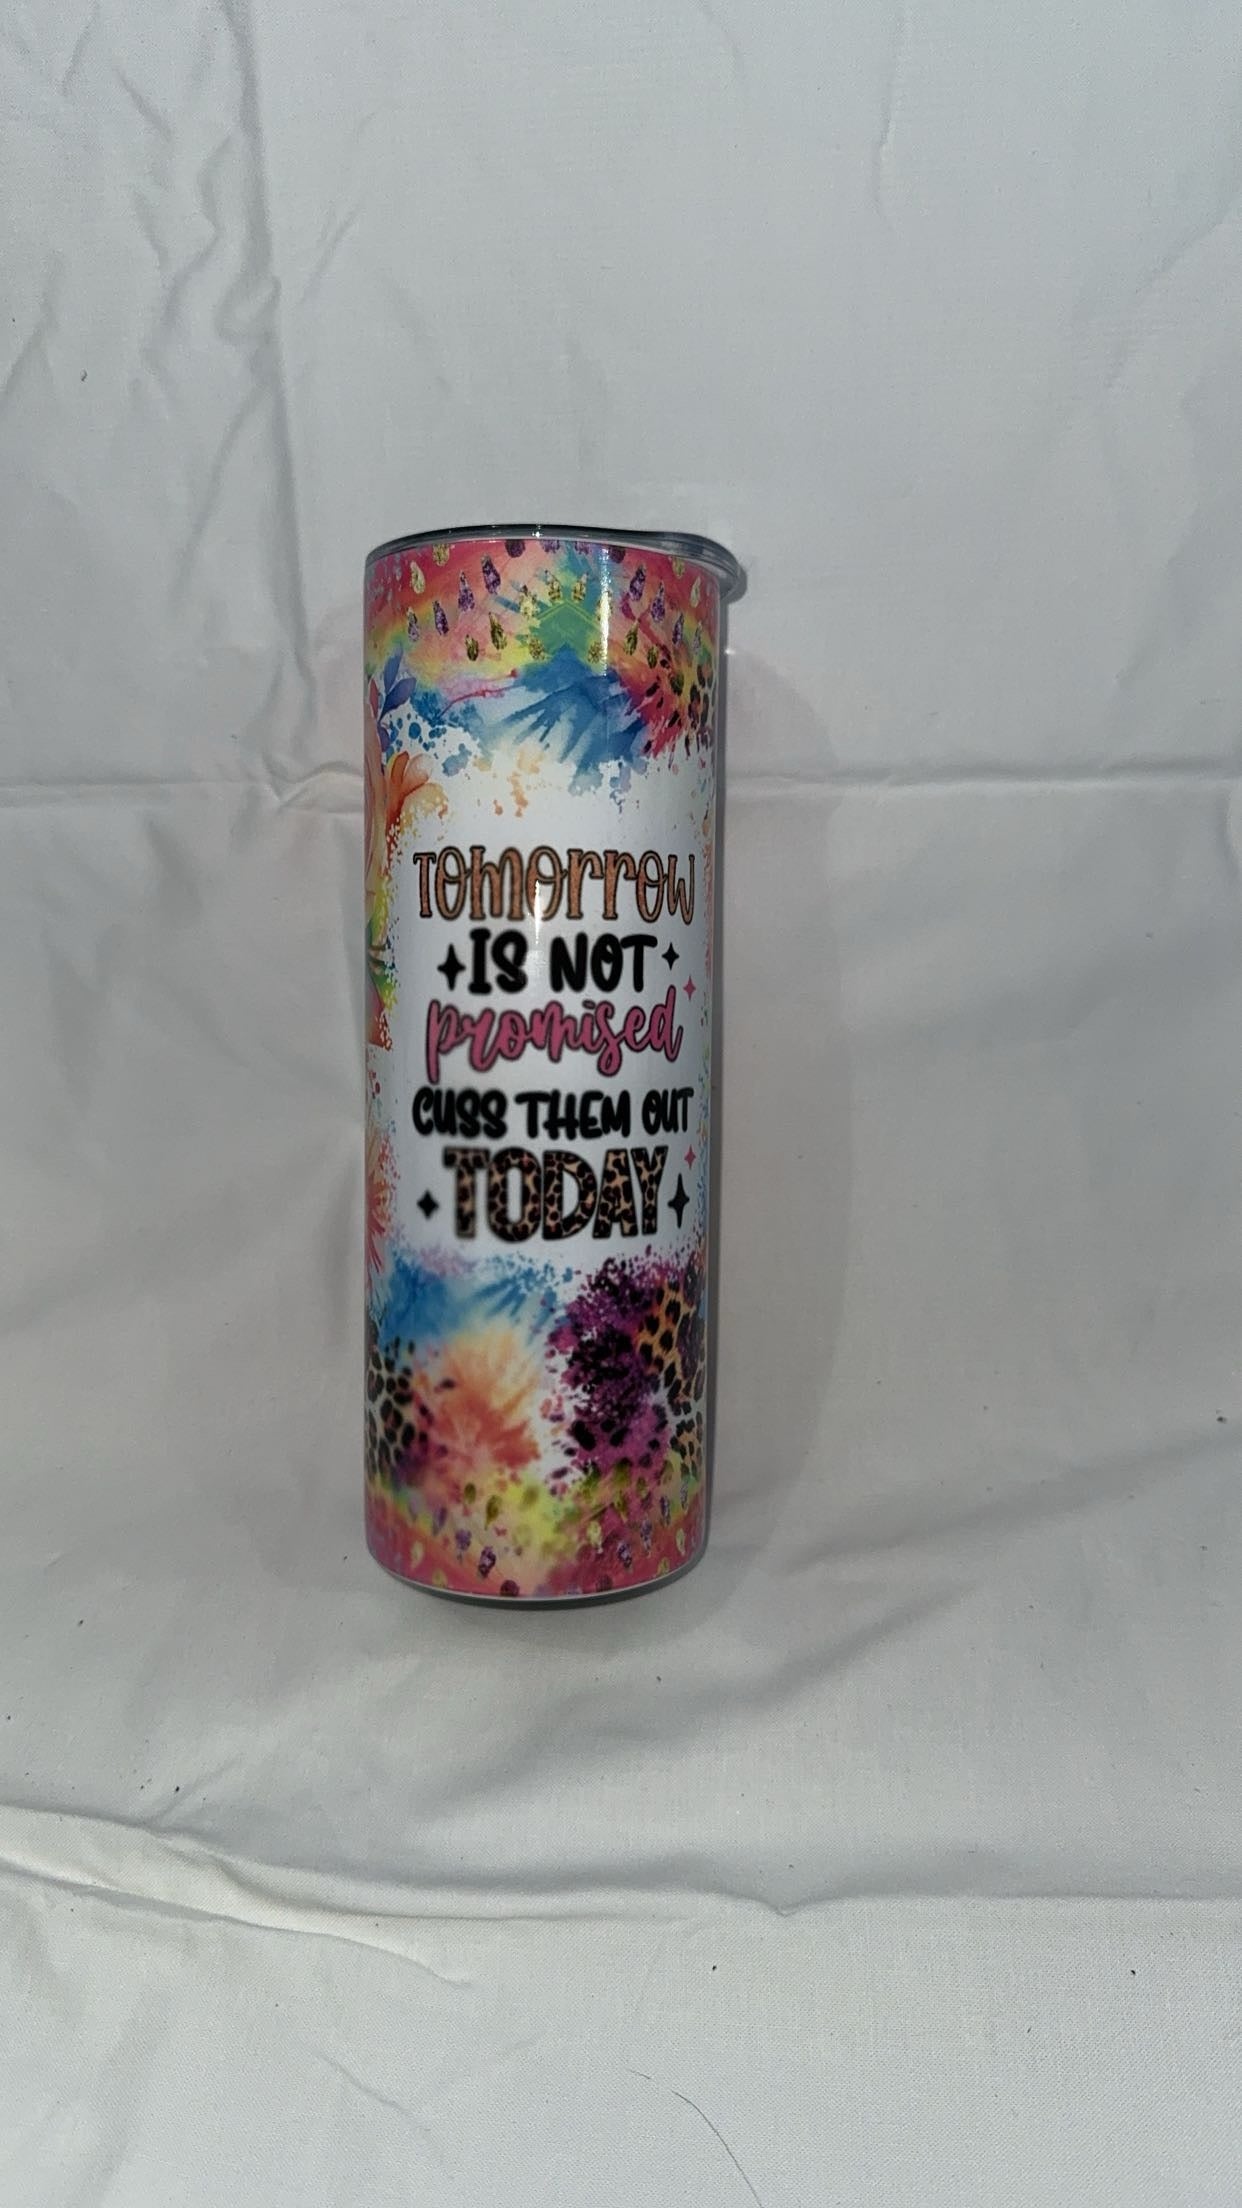 TOMORROW
IS NOT
promised
CUSS THEM OUT
TODAY